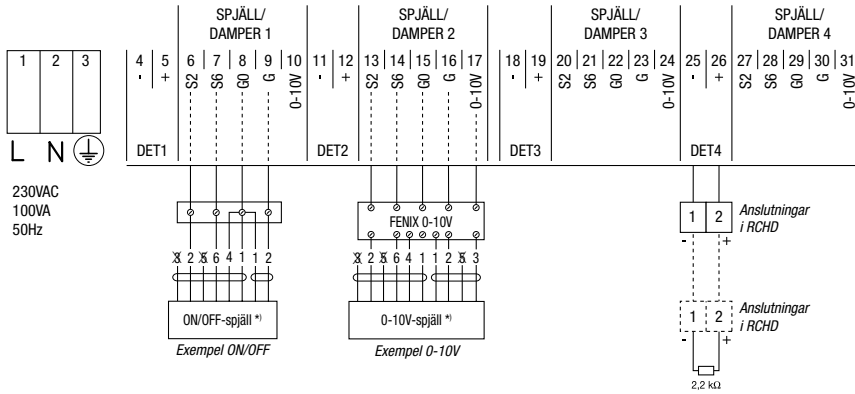 SPJÄLL/ SPJÄLL/ SPJÄLL/ SPJÄLL/
DAMPER 1 DAMPER 2 DAMPER 3 DAMPER 4
1 2 3 4 5 6 7 8 9 10 11 12 13 14 15 16 17 18 19 20 21 22 23 24 25 26 27 28 29 30 31
- + S2 S6 G0 G 0-10V - + S2 S6 G0 G 0-10V - + S2 S6 G0 G 0-10V - + S2 S6 G0 G 0-10V
L N DET1 DET2 DET3 DET4
230VAC
100VA
50Hz
FENIX 0-10V
1 2 Anslutningar
i RCHD
- +
X 2 X 6 4 1 1 2 X 2 X 6 4 1 1 2 X 3
ON/OFF-spjäll *) 0-10V-spjäll *)
Exempel ON/OFF Exempel 0-10V
1 2 Anslutningar
i RCHD
- +
2,2 kΩ